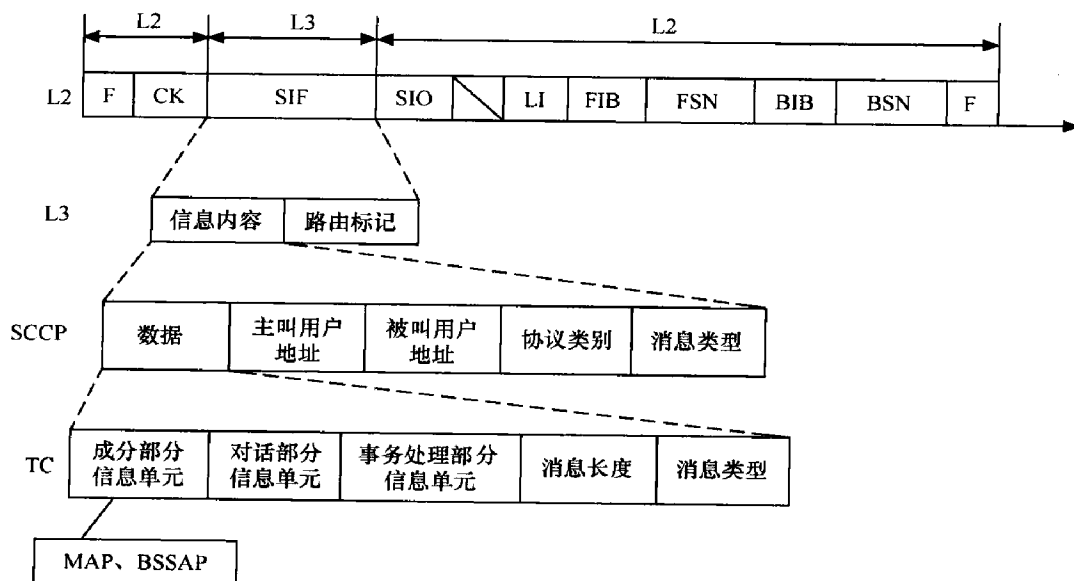 L2 L3 L2
L2 F CK SIF SIO LI FIB FSN BIB BSN F
L3 信息内容 路由标记
SCCP 数据 主叫用户地址 被叫用户地址 协议类别 消息类型
TC 成分部分信息单元 对话部分信息单元 事务处理部分信息单元 消息长度 消息类型
MAP、BSSAP